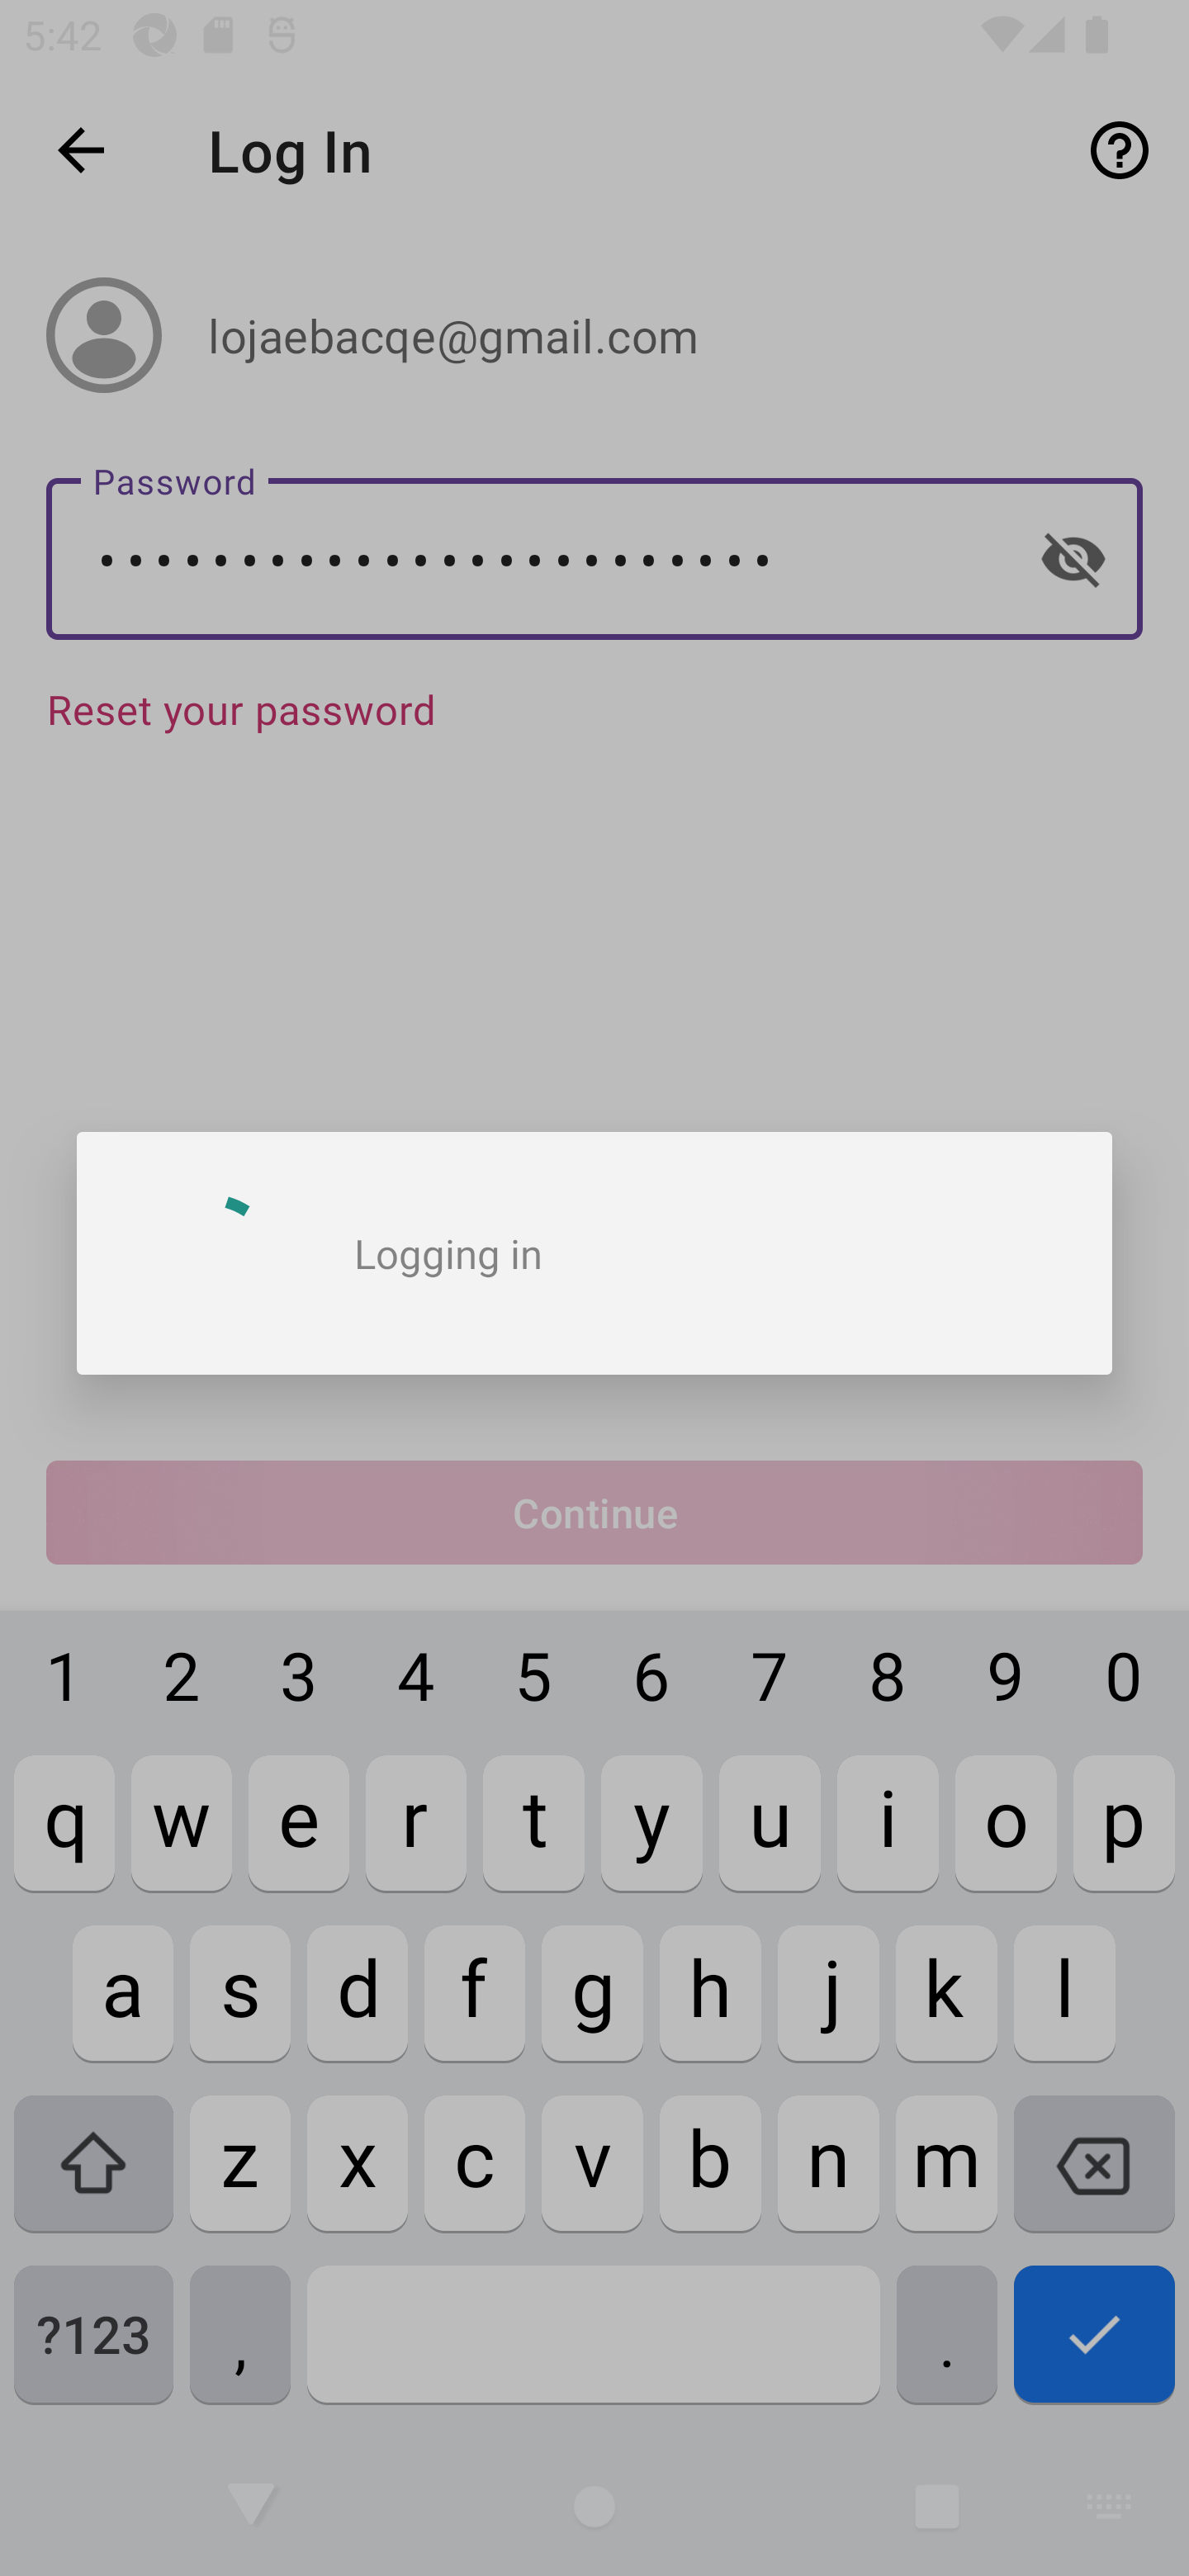 5:42
Log In
lojaebacqe@gmail.com
Password
••••••••••••••••••••••••
Reset your password
Logging in
Continue
1 2 3 4 5 6 7 8 9 0
q w e r t y u i o p
a s d f g h j k l
z x c v b n m
?123 , .